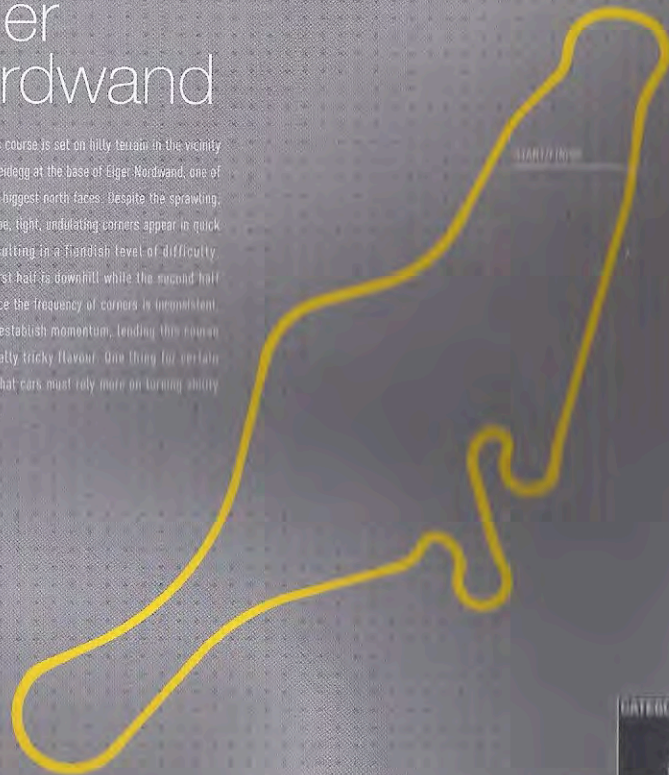 er
rdwand
course is set on hilly terrain in the vicinity
eidegg at the base of Eiger Nordwand, one of
biggest north faces. Despite the sprawling,
pe, tight, undulating corners appear in quick
sulting in a fiendish level of difficulty.
rst half is downhill while the second half
ce the frequency of corners is inconsistent,
establish momentum, lending this course
ally tricky flavour. One thing for certain
hat cars must rely more on turning ability
START/FINISH
CATEGO